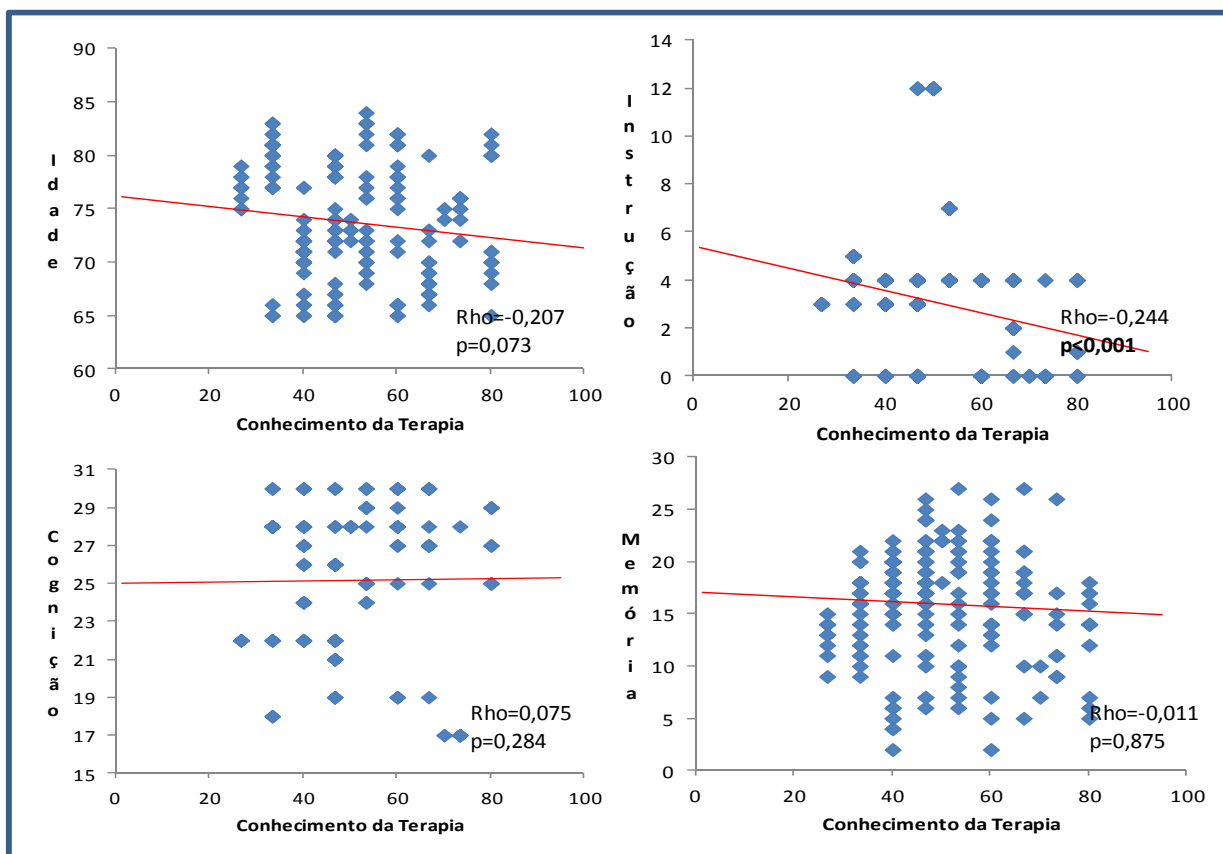 90
85
80
75
70
65
60
Idade
Rho=-0,207
p=0,073
0 20 40 60 80 100
Conhecimento da Terapia
14
12
10
8
6
4
2
0
Instrução
Rho=-0,244
p<0,001
0 20 40 60 80 100
Conhecimento da Terapia
31
29
27
25
23
21
19
17
15
Cognição
Rho=0,075
p=0,284
0 20 40 60 80 100
Conhecimento da Terapia
30
25
20
15
10
5
0
Memória
Rho=-0,011
p=0,875
0 20 40 60 80 100
Conhecimento da Terapia